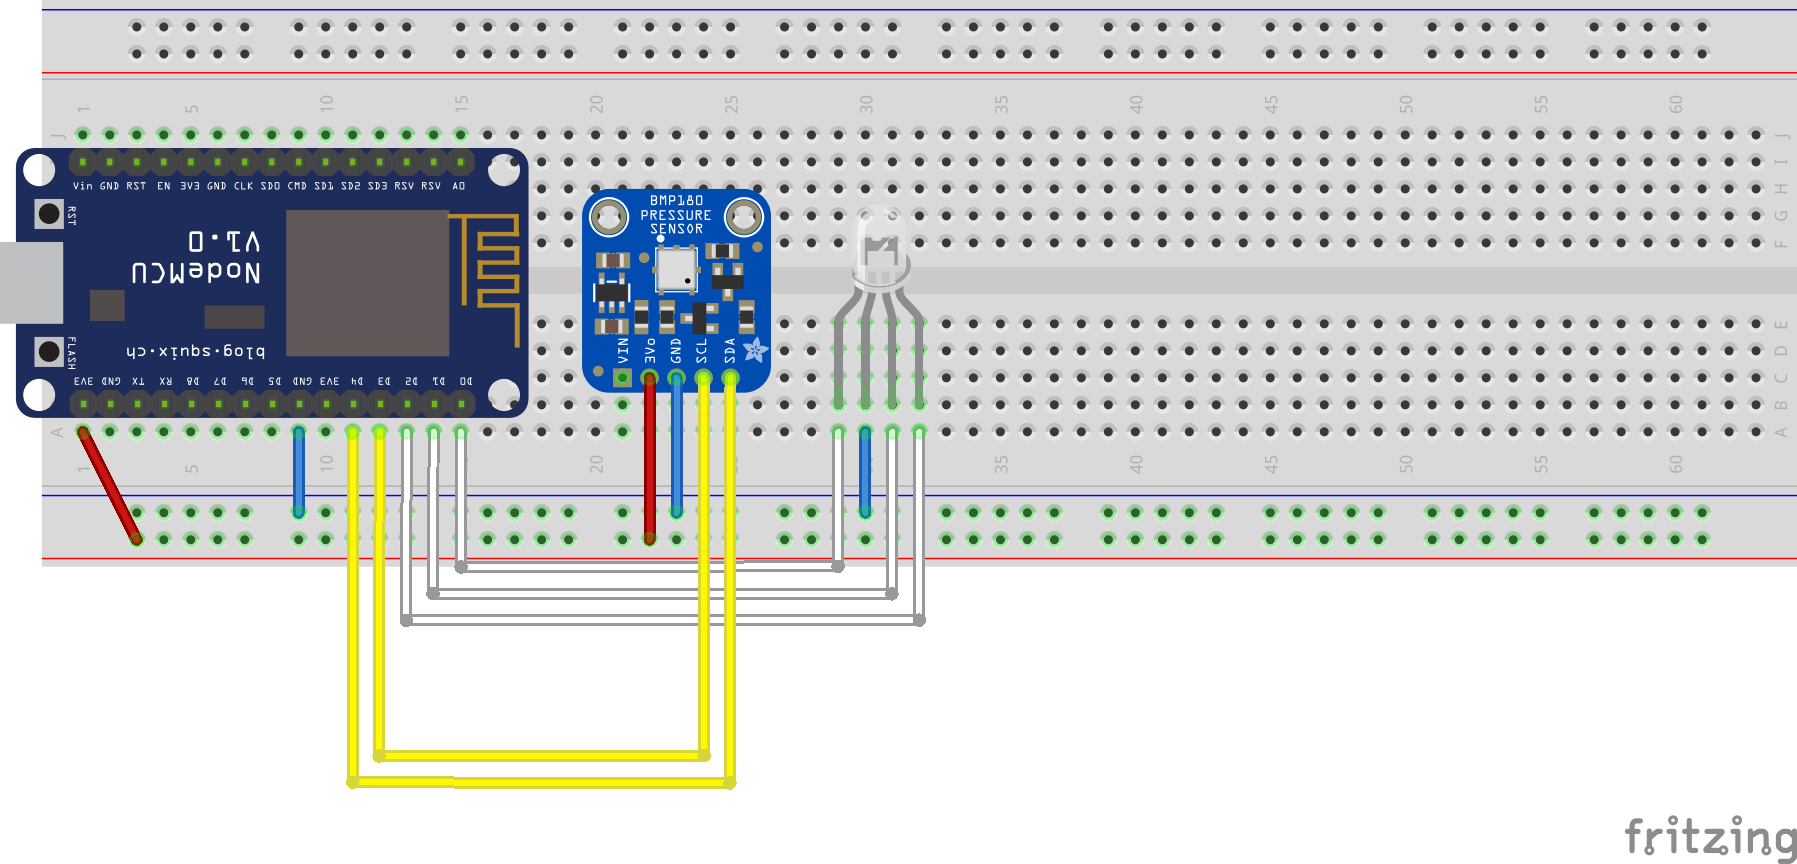 1 5 10 15 20 25 30 35 40 45 50 55 60
J J
I
H
G
F
Vin GND RST EN 3V3 GND CLK SD0 CMD SD1 SD2 SD3 RSV RSV A0
RST
V1.0
NodeMCU
FLASH
blog.squix.ch
3V3 GND TX RX D8 D7 D6 D5 GND 3V3 D4 D3 D2 D1 D0
BMP180
PRESSURE
SENSOR
VIN 3Vo GND SCL SDA
E
D
C
B
A A
1 5 10 20 35 40 45 50 55 60
fritzing